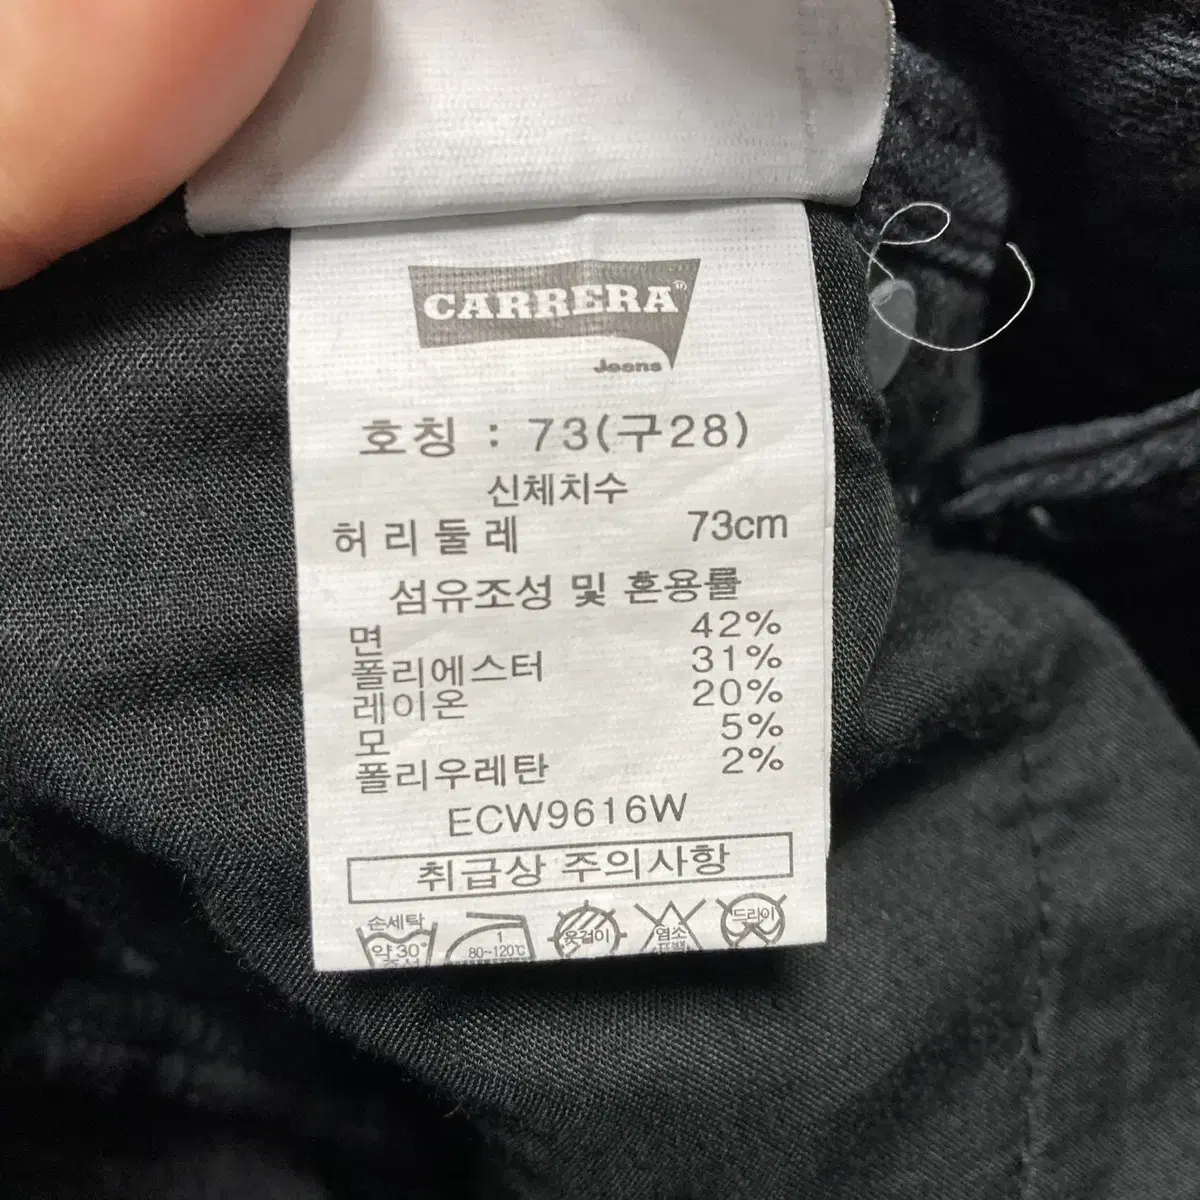 CARRERA®
Jeans
호칭 : 73(구28)
신체치수
허리둘레 73cm
섬유조성 및 혼용률
면 42%
폴리에스터 31%
레이온 20%
모 5%
폴리우레탄 2%
ECW9616W
취급상 주의사항
손세탁
약30° 1 80~120℃ 옷걸이 염소 드라이
표백